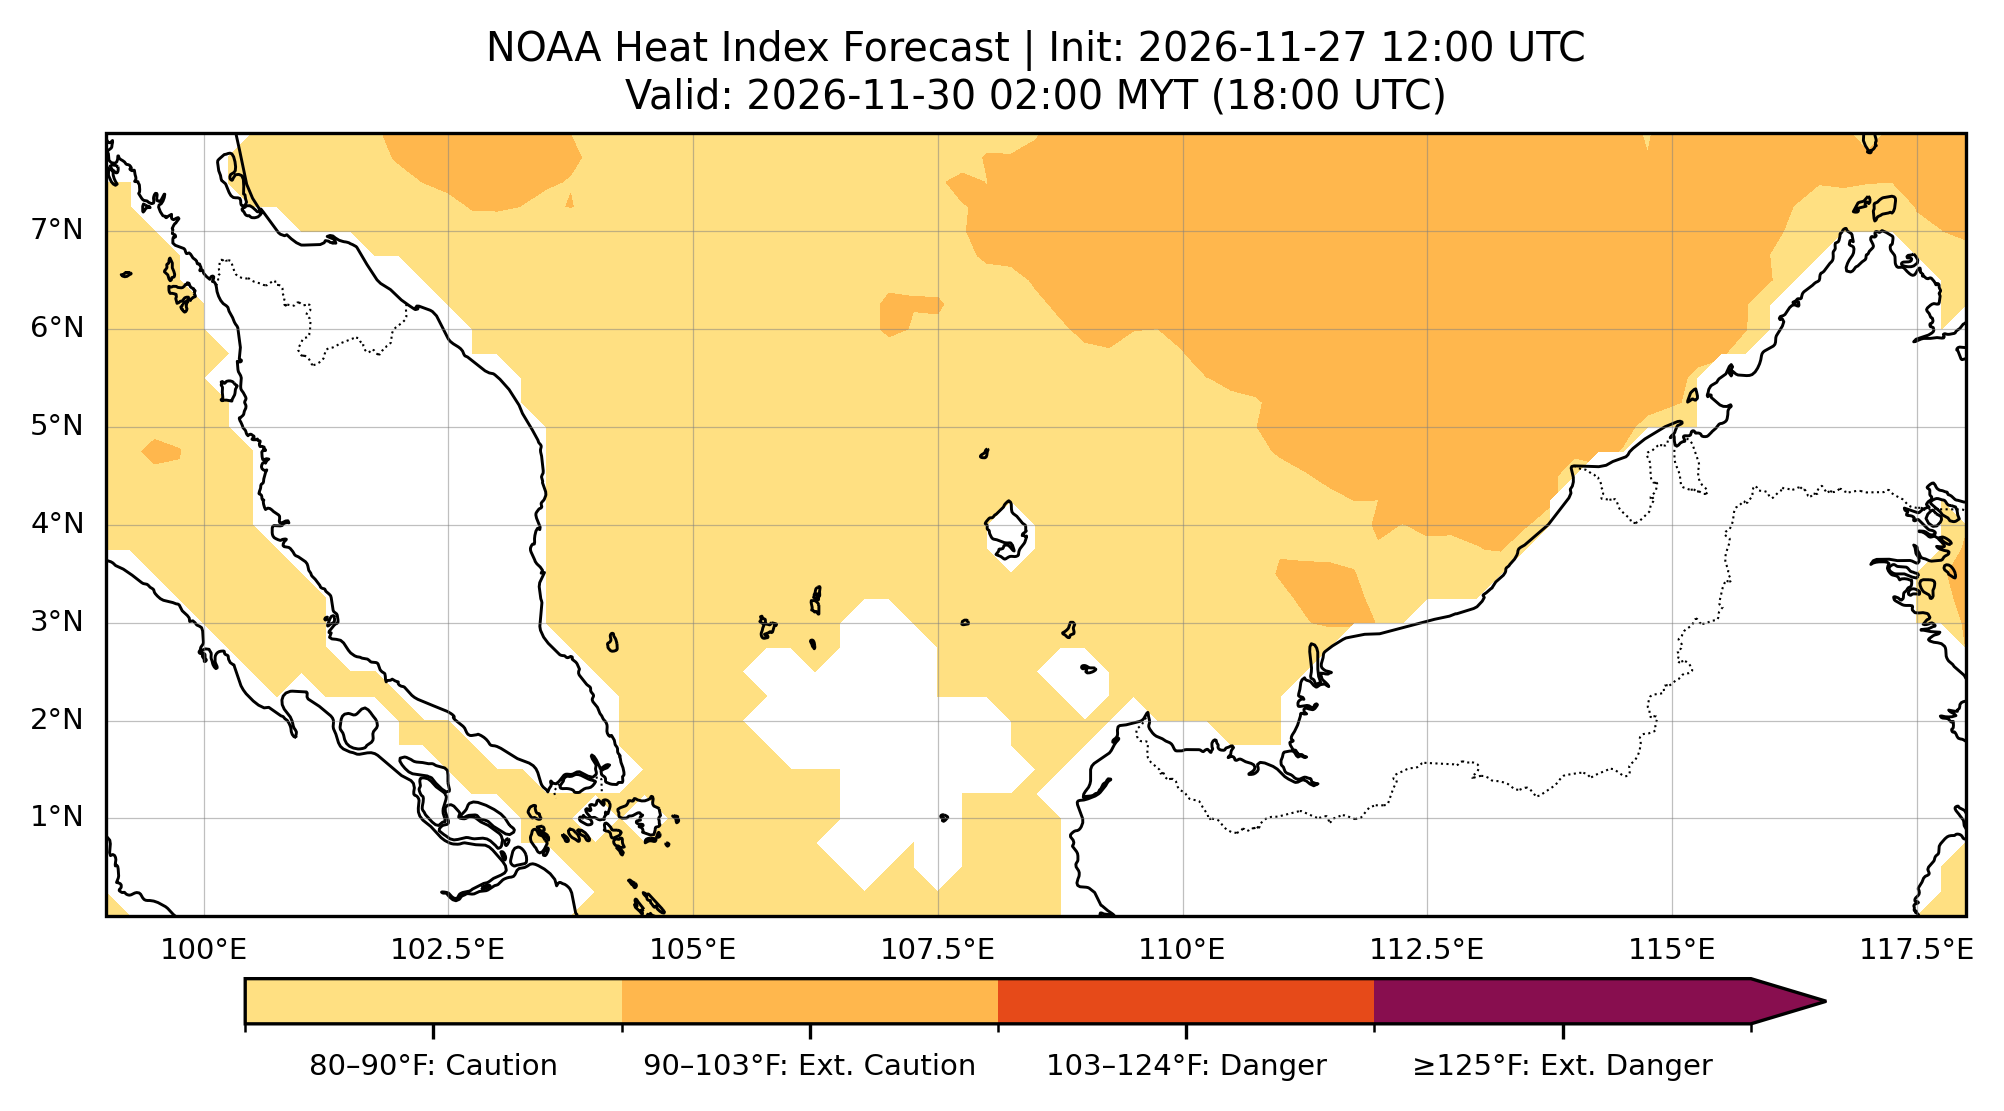 NOAA Heat Index Forecast | Init: 2026-11-27 12:00 UTC
Valid: 2026-11-30 02:00 MYT (18:00 UTC)
7°N
6°N
5°N
4°N
3°N
2°N
1°N
100°E
102.5°E
105°E
107.5°E
110°E
112.5°E
115°E
117.5°E
80–90°F: Caution
90–103°F: Ext. Caution
103–124°F: Danger
≥125°F: Ext. Danger